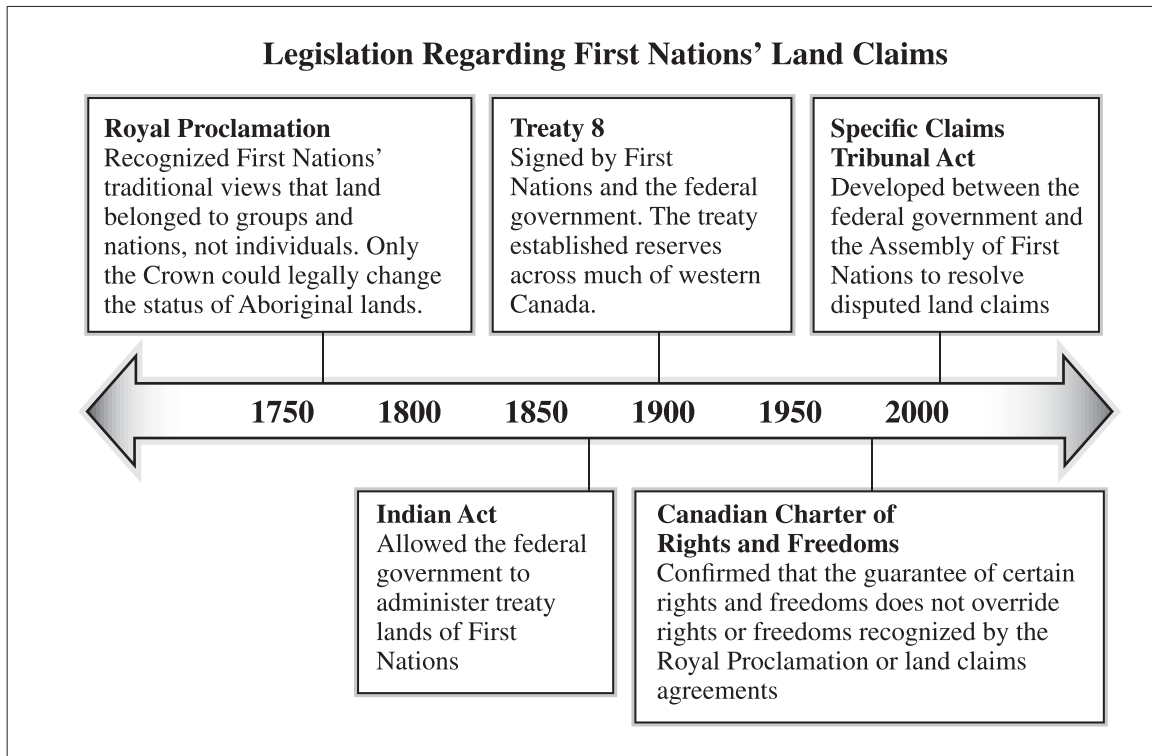 Legislation Regarding First Nations’ Land Claims
Royal Proclamation
Recognized First Nations’
traditional views that land
belonged to groups and
nations, not individuals. Only
the Crown could legally change
the status of Aboriginal lands.
Treaty 8
Signed by First
Nations and the federal
government. The treaty
established reserves
across much of western
Canada.
Specific Claims
Tribunal Act
Developed between the
federal government and
the Assembly of First
Nations to resolve
disputed land claims
1750 1800 1850 1900 1950 2000
Indian Act
Allowed the federal
government to
administer treaty
lands of First
Nations
Canadian Charter of
Rights and Freedoms
Confirmed that the guarantee of certain
rights and freedoms does not override
rights or freedoms recognized by the
Royal Proclamation or land claims
agreements